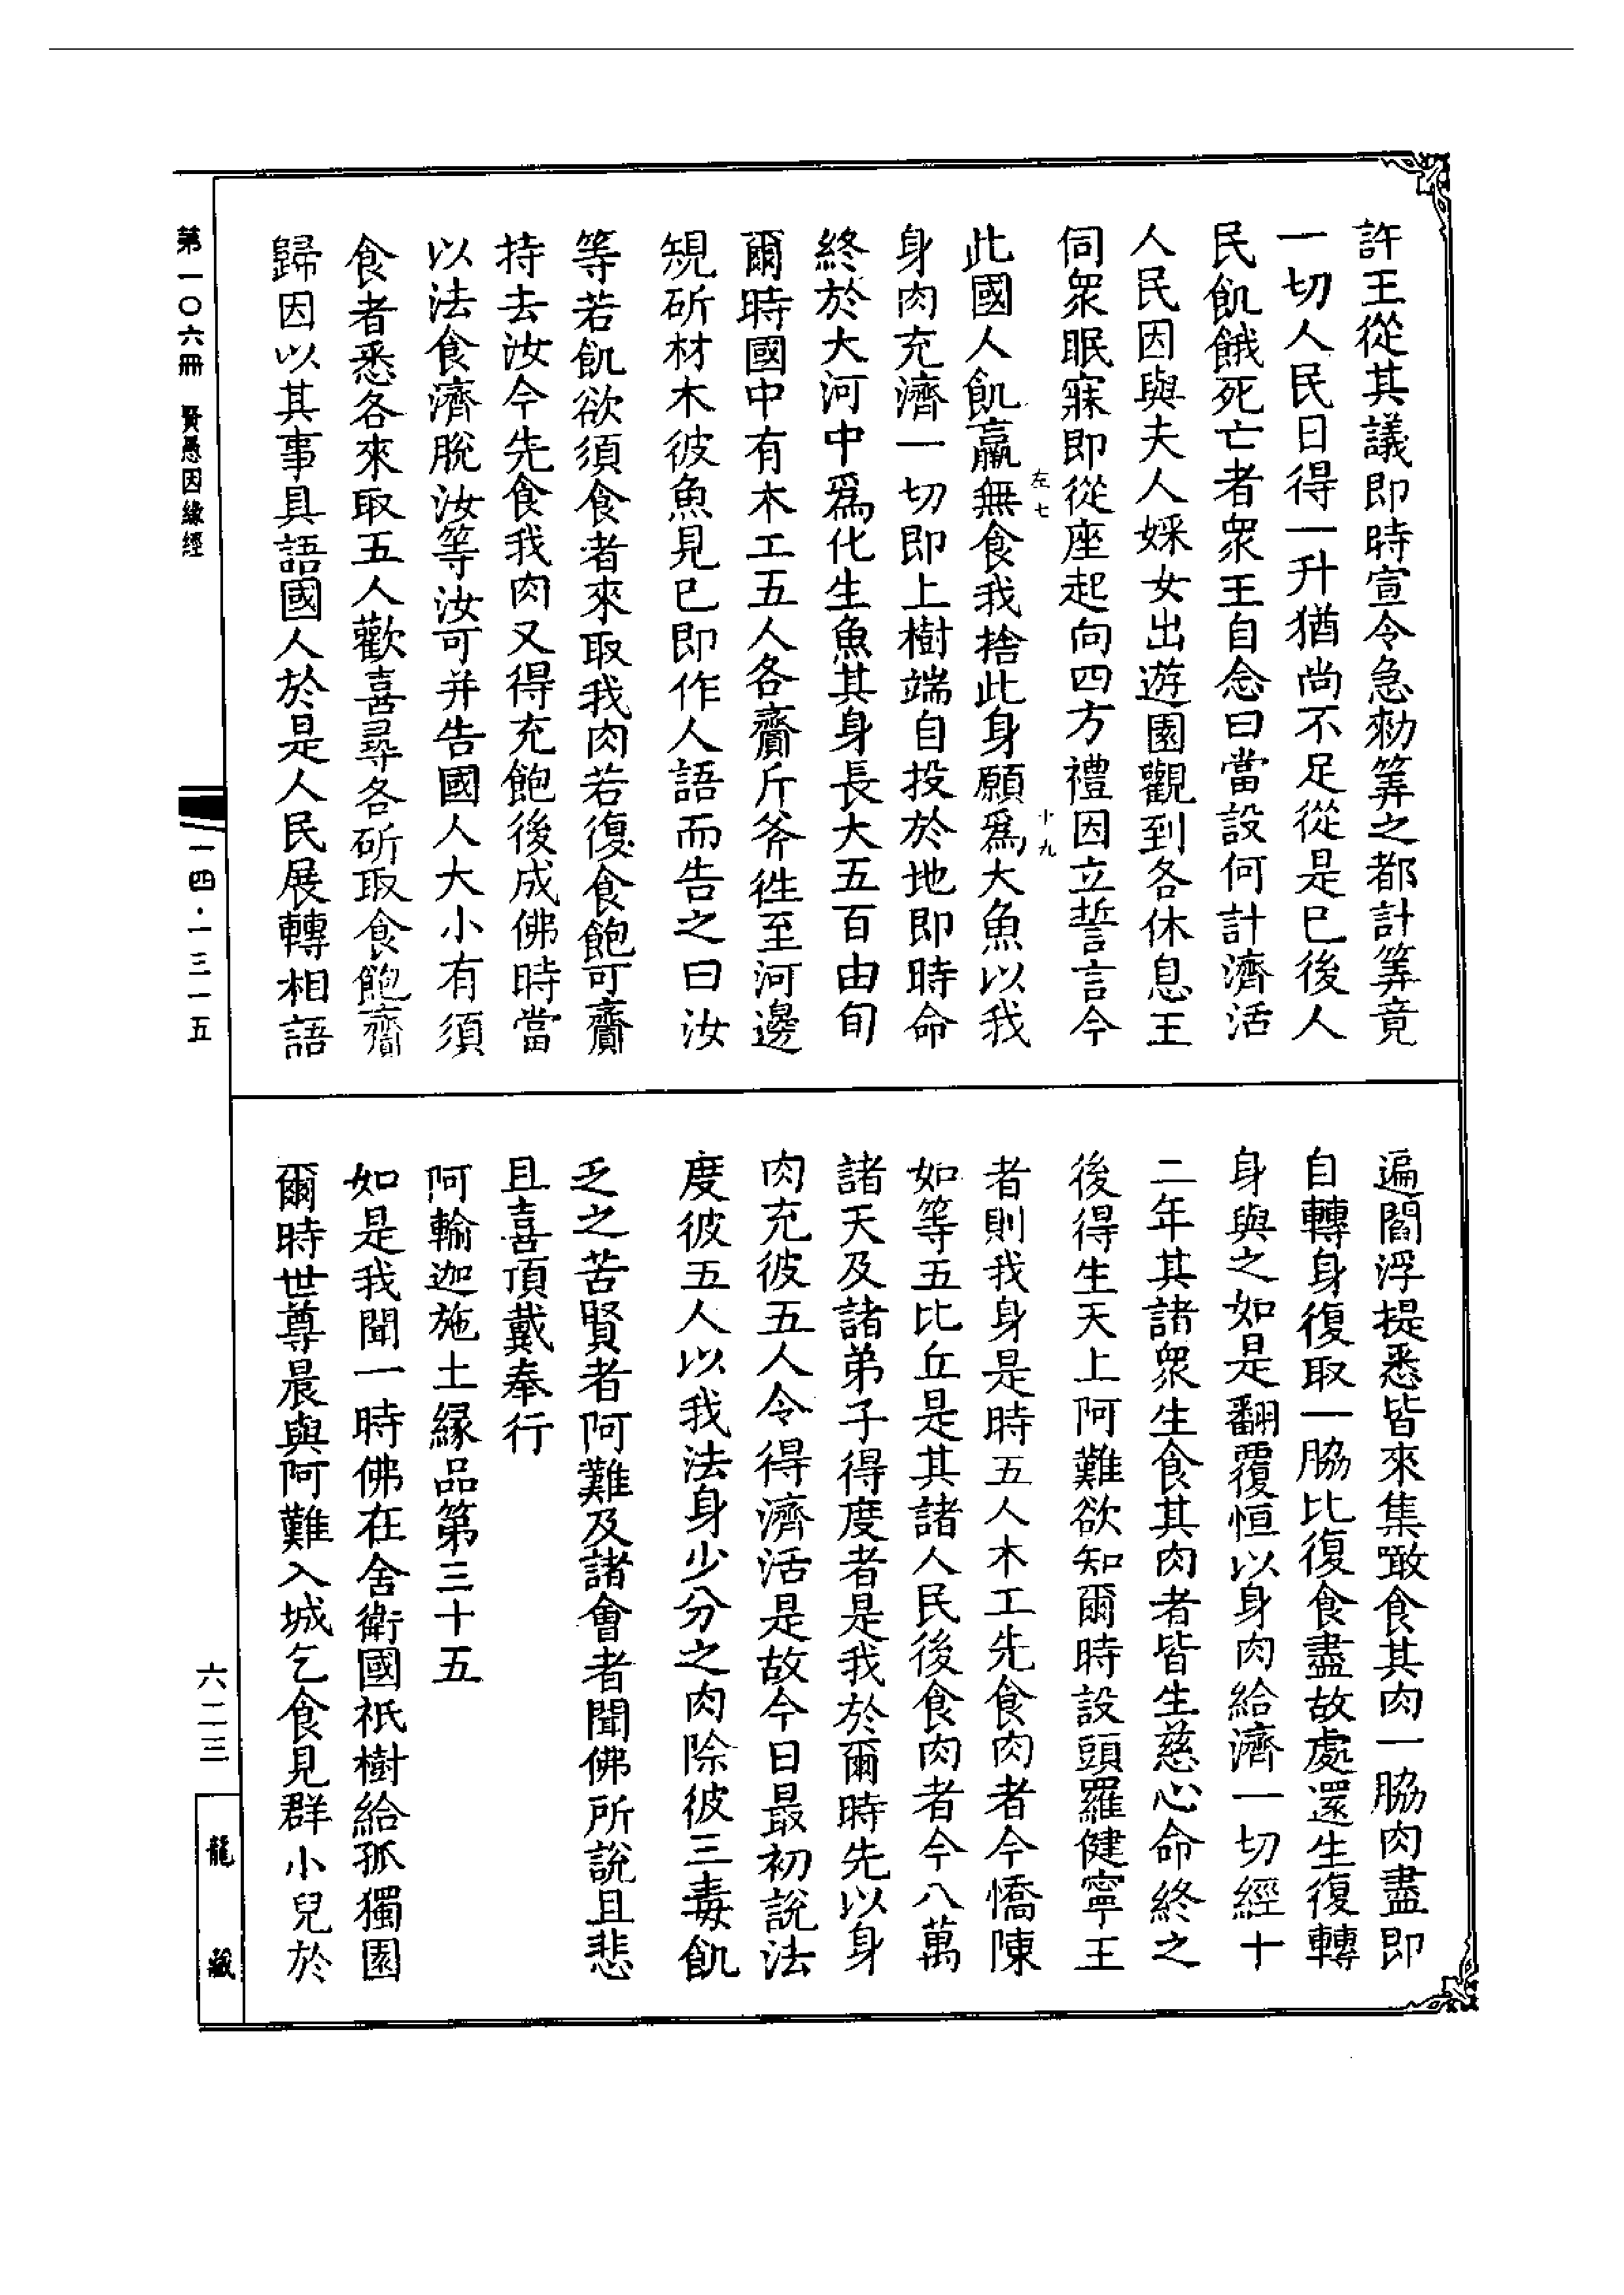 許王從其議即時宣令急勑筭之都計筭竟
一切人民日得一升猶尚不足從是已後人
民飢餓死亡者衆王自念曰當設何計濟活
人民因與夫人婇女出遊園觀到各休息王
伺衆眠寐即從座起向四方禮因立誓言今
此國人飢羸無食我捨此身願爲大魚以我
左七
十九
身肉充濟一切即上樹端自投於地即時命
終於大河中爲化生魚其身長大五百由旬
爾時國中有木工五人各齎斤斧徃至河邊
規斫材木彼魚見已即作人語而告之曰汝
等若飢欲須食者來取我肉若復食飽可齎
持去汝今先食我肉又得充飽後成佛時當
以法食濟脫汝等汝可并告國人大小有須
食者悉各來取五人歡喜尋各斫取食飽齎
歸因以其事具語國人於是人民展轉相語
遍閻浮提悉皆來集噉食其肉一脇肉盡即
自轉身復取一脇比復食盡故處還生復轉
身與之如是翻覆恒以身肉給濟一切經十
二年其諸衆生食其肉者皆生慈心命終之
後得生天上阿難欲知爾時設頭羅健寧王
者則我身是時五人木工先食肉者今憍陳
如等五比丘是其諸人民後食肉者今八萬
諸天及諸弟子得度者是我於爾時先以身
肉充彼五人令得濟活是故今日最初說法
度彼五人以我法身少分之肉除彼三毒飢
乏之苦賢者阿難及諸會者聞佛所說且悲
且喜頂戴奉行
阿輸迦施土緣品第三十五
如是我聞一時佛在舍衛國祇樹給孤獨園
爾時世尊晨與阿難入城乞食見群小兒於
第一〇六冊　賢愚因緣經
一四·一三一五
六二三
龍藏